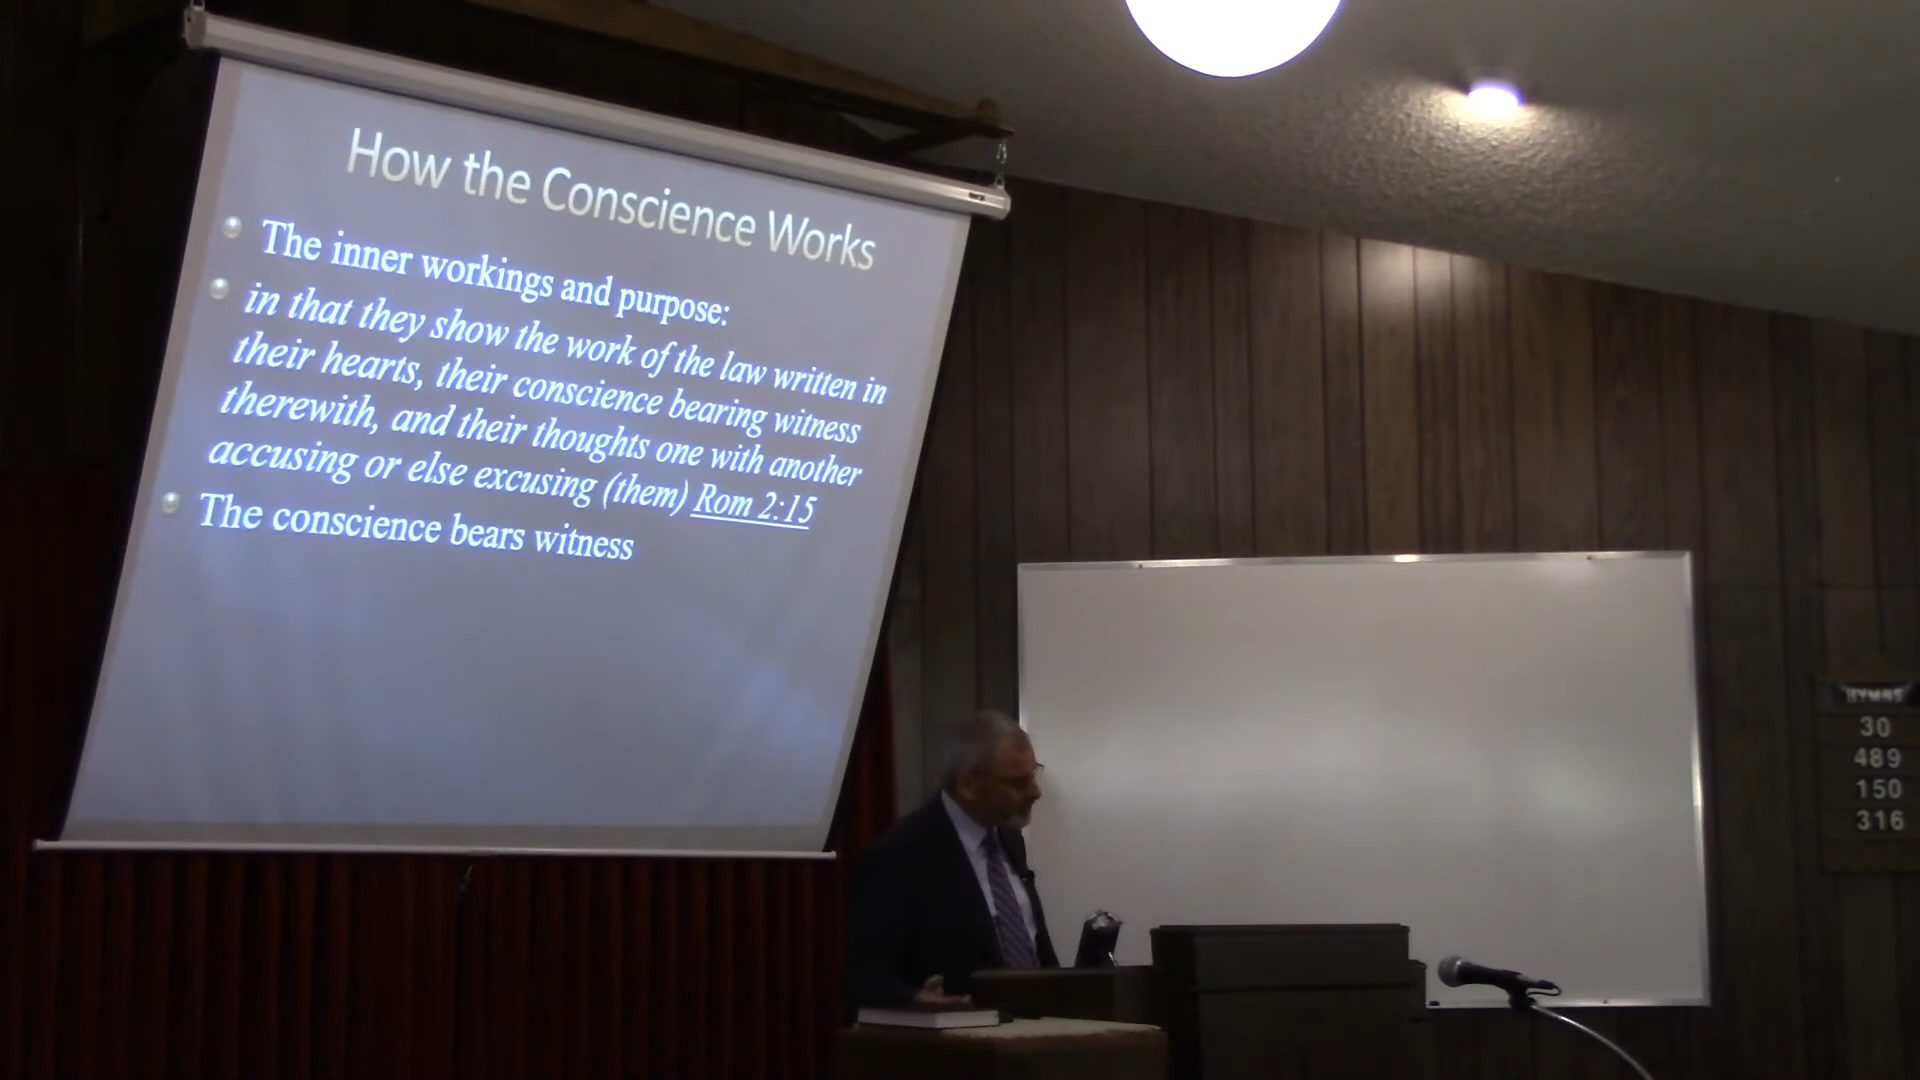 How the Conscience Works
The inner workings and purpose:
in that they show the work of the law written in
their hearts, their conscience bearing witness
therewith, and their thoughts one with another
accusing or else excusing (them) Rom 2:15
The conscience bears witness
HYMNS
30
489
150
316